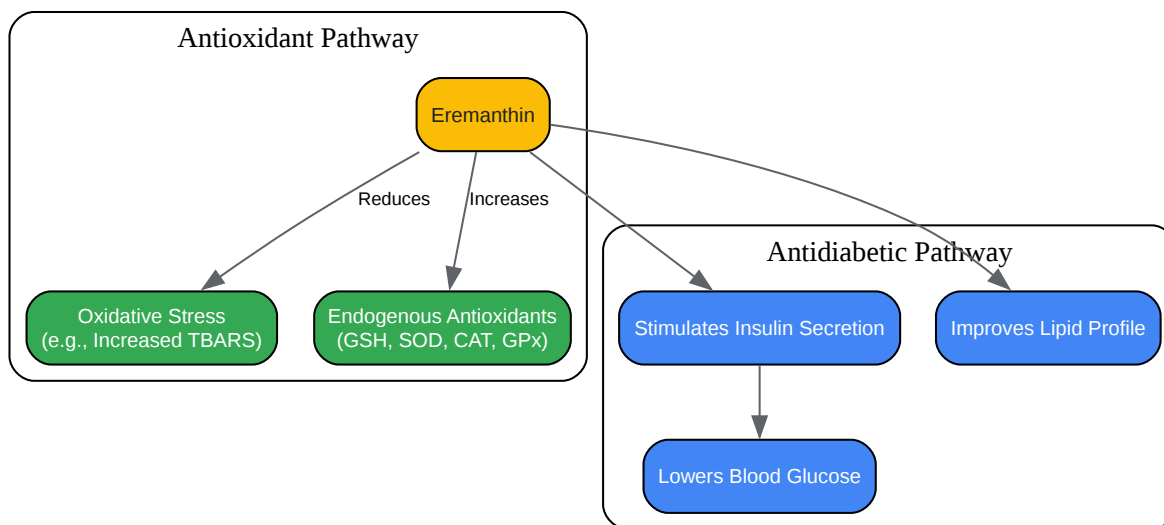 Antioxidant Pathway
Eremanthin
Reduces
Increases
Antidiabetic Pathway
Oxidative Stress
(e.g., Increased TBARS)
Endogenous Antioxidants
(GSH, SOD, CAT, GPx)
Stimulates Insulin Secretion
Improves Lipid Profile
Lowers Blood Glucose